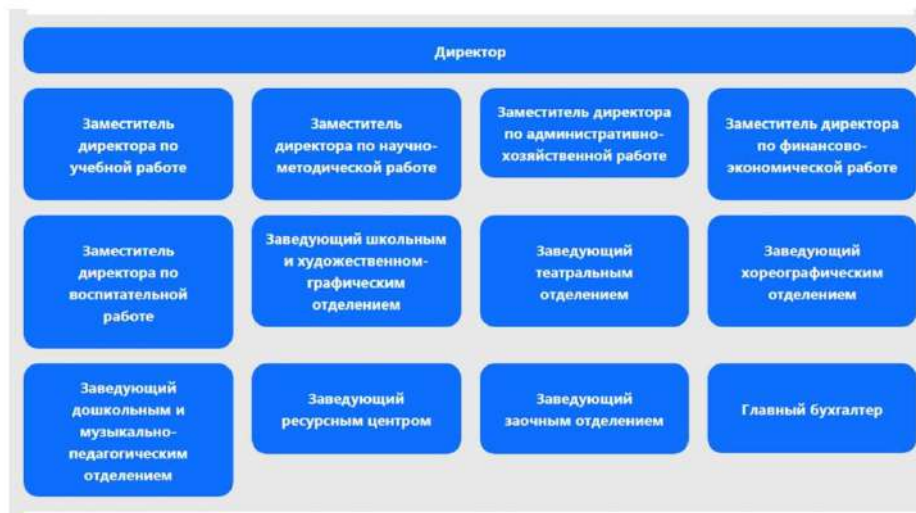 Директор
Заместитель
директора по
учебной работе
Заместитель
директора по научно-
методической работе
Заместитель директора
по административно-
хозяйственной работе
Заместитель директора
по финансово-
экономической работе
Заместитель
директора по
воспитательной
работе
Заведующий школьным
и художественном-
графическим
отделением
Заведующий
театральным
отделением
Заведующий
хореографическим
отделением
Заведующий
дошкольным и
музыкально-
педагогическим
отделением
Заведующий
ресурсным центром
Заведующий
заочным отделением
Главный бухгалтер